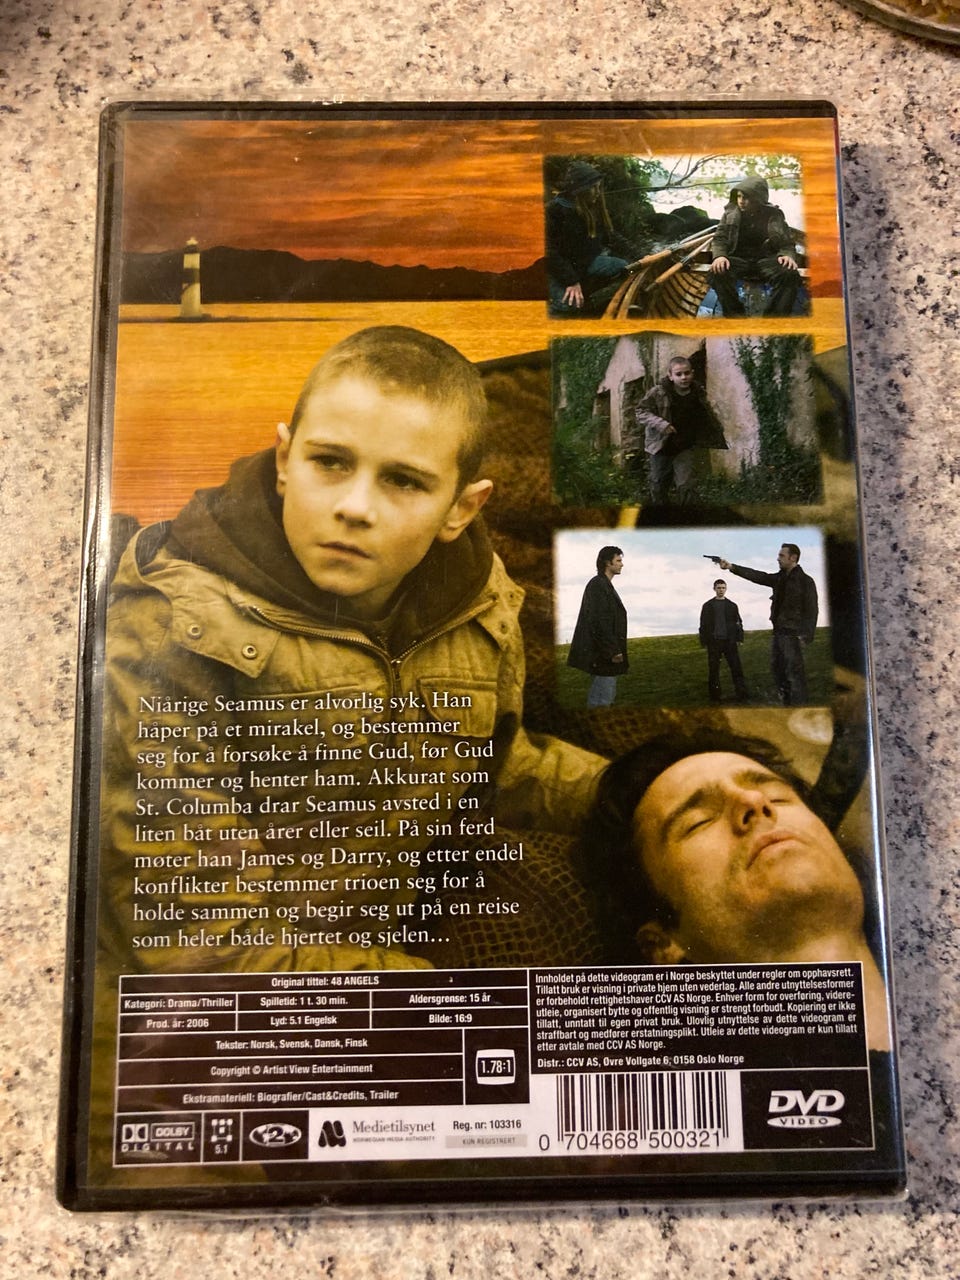 Niårige Seamus er alvorlig syk. Han
håper på et mirakel, og bestemmer
seg for å forsøke å finne Gud, før Gud
kommer og henter ham. Akkurat som
St. Columba drar Seamus avsted i en
liten båt uten årer eller seil. På sin ferd
møter han James og Darry, og etter endel
konflikter bestemmer trioen seg for å
holde sammen og begir seg ut på en reise
som heler både hjertet og sjelen...
Original tittel: 48 ANGELS
Kategori: Drama/Thriller
Spilletid: 1 t. 30 min.
Aldersgrense: 15 år
Prod. år: 2006
Lyd: 5.1 Engelsk
Bilde: 16:9
Tekster: Norsk, Svensk, Dansk, Finsk
Copyright © Artist View Entertainment
1.78:1
Ekstramateriell: Biografier/Cast&Credits, Trailer
Innholdet på dette videogram er i Norge beskyttet under regler om opphavsrett.
Tillatt bruk er visning i private hjem uten vederlag. Alle andre utnyttelsesformer
er forbeholdt rettighetshaver CCV AS Norge. Enhver form for overføring, videre-
utleie, organisert bytte og offentlig visning er strengt forbudt. Kopiering er ikke
tillatt, unntatt til egen privat bruk. Ulovlig utnyttelse av dette videogram er
straffbart og medfører erstatningsplikt. Utleie av dette videogram er kun tillatt
etter avtale med CCV AS Norge.
Distr.: CCV AS, Øvre Vollgate 6, 0158 Oslo Norge
DOLBY
DIGITAL
5.1
2
Medietilsynet
NORWEGIAN MEDIA AUTHORITY
Reg. nr: 103316
KUN REGISTRERT
0 704668 500321
DVD
VIDEO